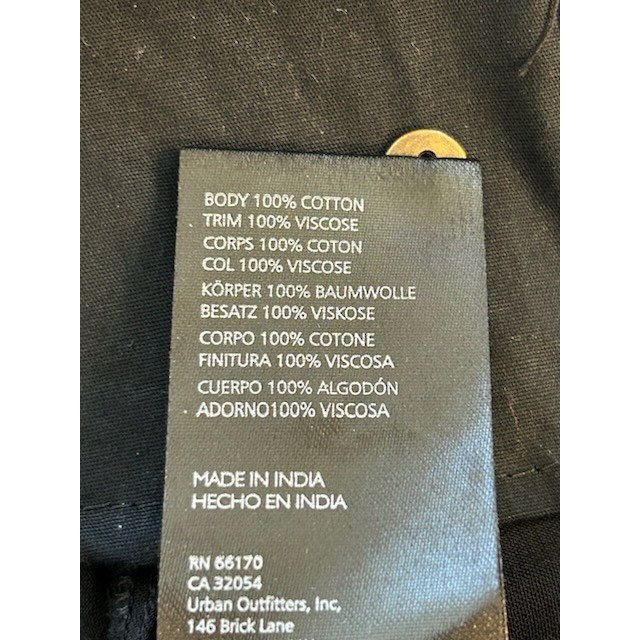 BODY 100% COTTON
TRIM 100% VISCOSE
CORPS 100% COTON
COL 100% VISCOSE
KÖRPER 100% BAUMWOLLE
BESATZ 100% VISKOSE
CORPO 100% COTONE
FINITURA 100% VISCOSA
CUERPO 100% ALGODÓN
ADORNO100% VISCOSA
MADE IN INDIA
HECHO EN INDIA
RN 66170
CA 32054
Urban Outfitters, Inc,
146 Brick Lane